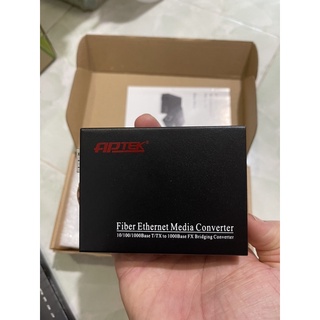 APTEK
Fiber Ethernet Media Converter
10/100/1000Base T/TX to 1000Base FX Bridging Converter